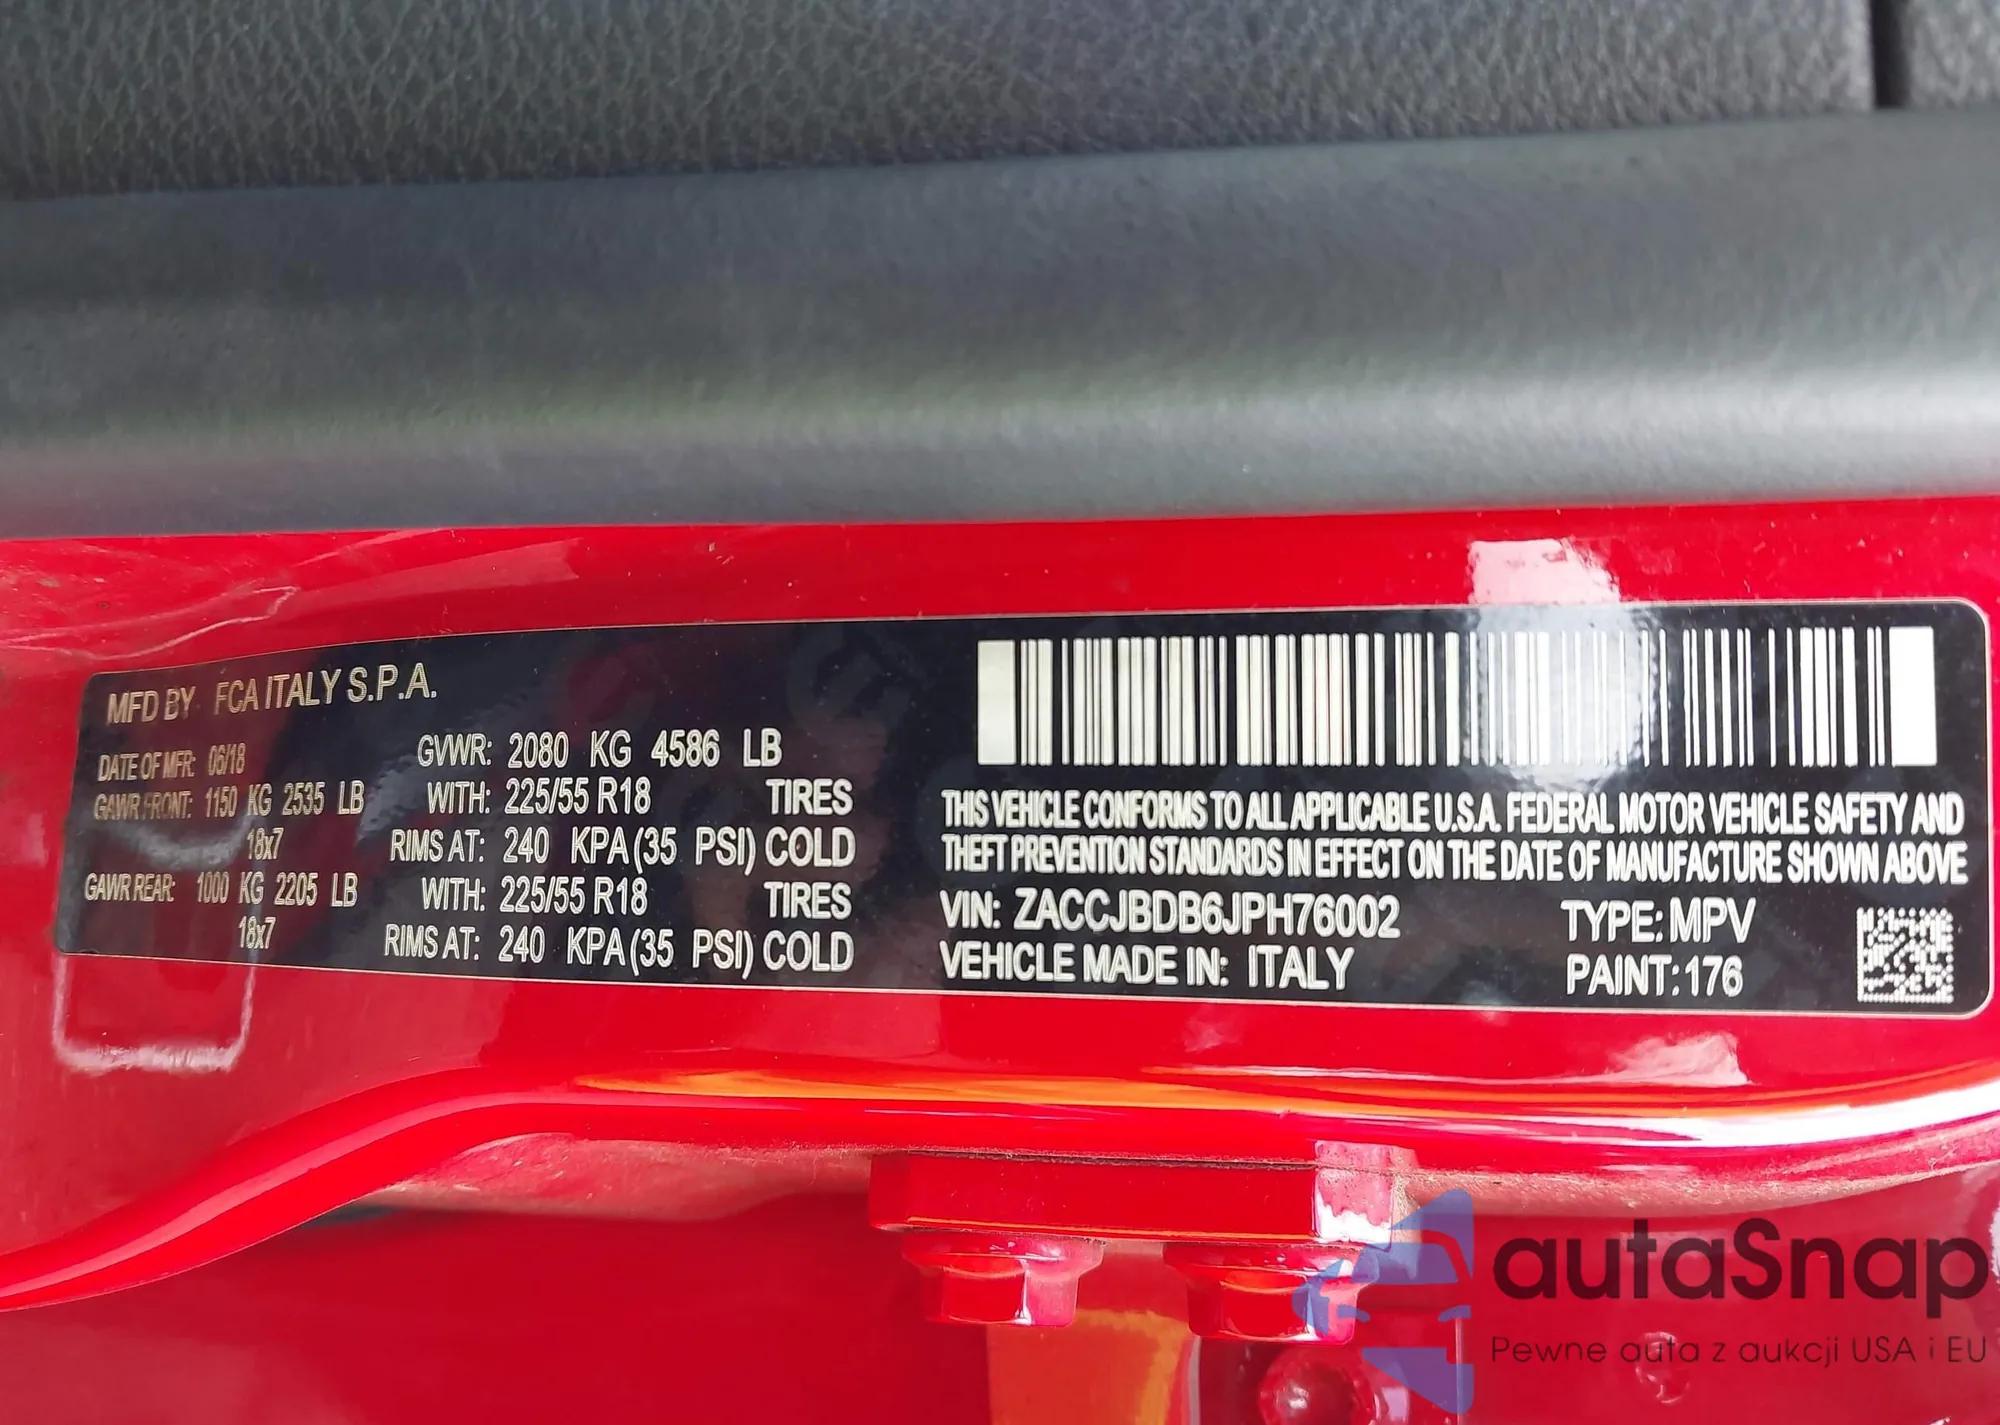 MFD BY FCA ITALY S.P.A.
DATE OF MFR: 06/18 GVWR: 2080 KG 4586 LB
GAWR FRONT: 1150 KG 2535 LB WITH: 225/55 R18 TIRES
18x7 RIMS AT: 240 KPA (35 PSI) COLD
GAWR REAR: 1000 KG 2205 LB WITH: 225/55 R18 TIRES
18x7 RIMS AT: 240 KPA (35 PSI) COLD
THIS VEHICLE CONFORMS TO ALL APPLICABLE U.S.A. FEDERAL MOTOR VEHICLE SAFETY AND
THEFT PREVENTION STANDARDS IN EFFECT ON THE DATE OF MANUFACTURE SHOWN ABOVE
VIN: ZACCJBDB6JPH76002 TYPE: MPV
VEHICLE MADE IN: ITALY PAINT: 176
autaSnap
Pewne auta z aukcji USA i EU